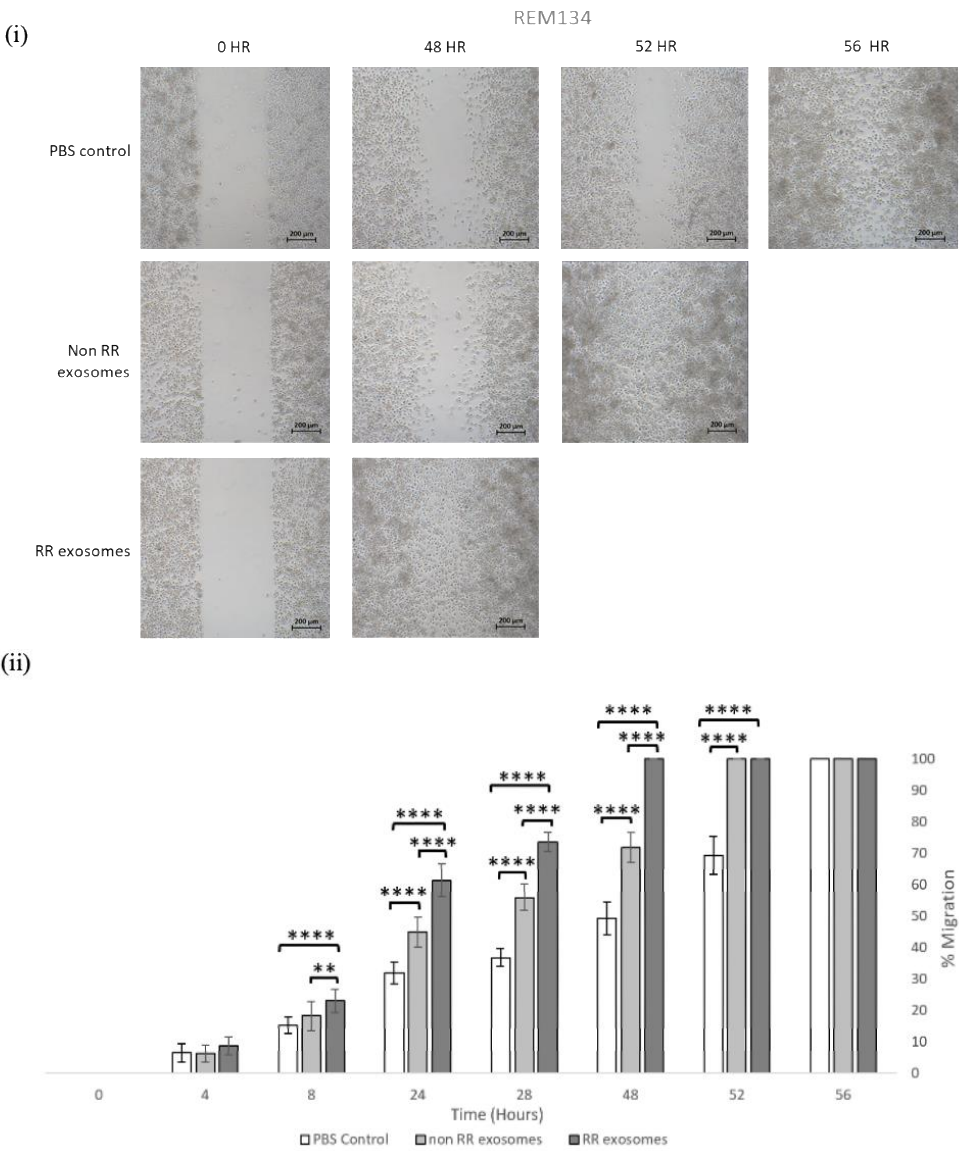 REM134
(i)
0 HR 48 HR 52 HR 56 HR
PBS control
200 µm 200 µm 200 µm 200 µm
Non RR
exosomes
200 µm 200 µm 200 µm
RR exosomes
200 µm 200 µm
(ii)
**** ****
**** ****
**** 100
90
**** **** **** 80
**** **** 70
**** 60
**** 50
**** 40
** 30
20
10
0
% Migration
0 4 8 24 28 48 52 56
Time (Hours)
PBS Control non RR exosomes RR exosomes